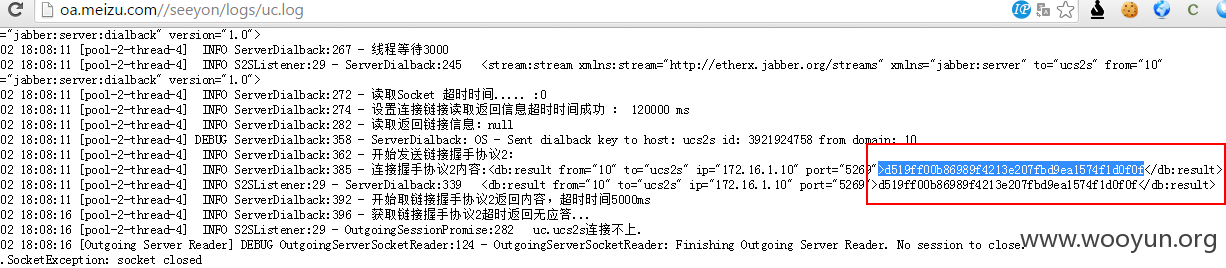 oa.meizu.com//seeyon/logs/uc.log
="jabber:server:dialback" version="1.0">
02 18:08:11 [pool-2-thread-4]  INFO ServerDialback:267 - 线程等待3000
02 18:08:11 [pool-2-thread-4]  INFO S2SListener:29 - ServerDialback:245   <stream:stream xmlns:stream="http://etherx.jabber.org/streams" xmlns="jabber:server" to="ucs2s" from="10"
="jabber:server:dialback" version="1.0">
02 18:08:11 [pool-2-thread-4]  INFO ServerDialback:272 - 读取Socket 超时时间..... :0
02 18:08:11 [pool-2-thread-4]  INFO ServerDialback:274 - 设置连接链接读取返回信息超时时间成功 :  120000 ms
02 18:08:11 [pool-2-thread-4]  INFO ServerDialback:282 - 读取返回链接信息: null
02 18:08:11 [pool-2-thread-4] DEBUG ServerDialback:358 - ServerDialback: OS - Sent dialback key to host: ucs2s id: 3921924758 from domain: 10
02 18:08:11 [pool-2-thread-4]  INFO ServerDialback:362 - 开始发送链接握手协议2:
02 18:08:11 [pool-2-thread-4]  INFO ServerDialback:385 - 连接握手协议2内容:<db:result from="10" to="ucs2s" ip="172.16.1.10" port="5269">d519ff00b86989f4213e207fbd9ea1574f1d0f0f</db:result>
02 18:08:11 [pool-2-thread-4]  INFO S2SListener:29 - ServerDialback:339   <db:result from="10" to="ucs2s" ip="172.16.1.10" port="5269">d519ff00b86989f4213e207fbd9ea1574f1d0f0f</db:result>
02 18:08:11 [pool-2-thread-4]  INFO ServerDialback:392 - 开始取链接握手协议2返回内容，超时时间5000ms
02 18:08:16 [pool-2-thread-4]  INFO ServerDialback:396 - 获取链接握手协议2超时返回无应答...
02 18:08:16 [pool-2-thread-4]  INFO S2SListener:29 - OutgoingSessionPromise:282   uc.ucs2s连接不上.
02 18:08:16 [Outgoing Server Reader] DEBUG OutgoingServerSocketReader:124 - OutgoingServerSocketReader: Finishing Outgoing Server Reader. No session to close.
.SocketException: socket closed
www.wooyun.org